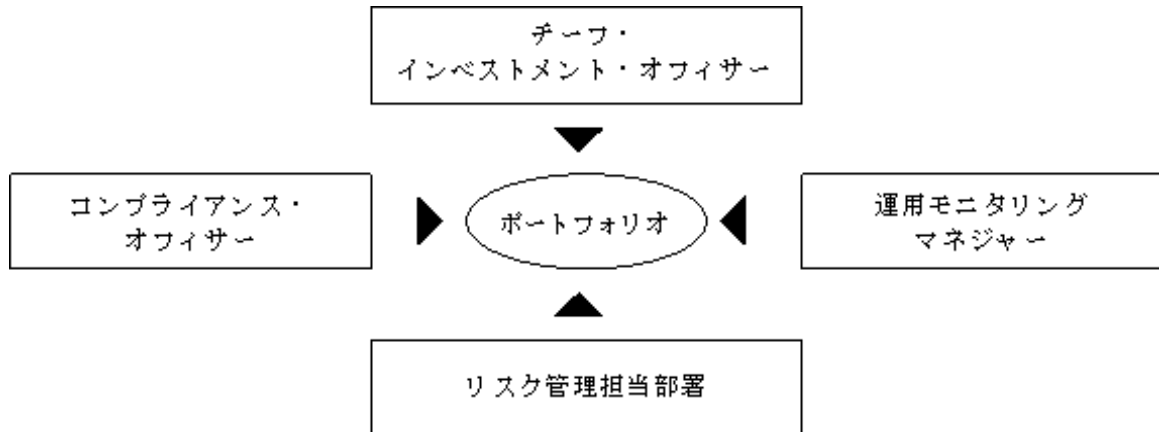 チーフ・
インベストメント・オフィサー
コンプライアンス・
オフィサー
ポートフォリオ
運用モニタリング
マネジャー
リスク管理担当部署